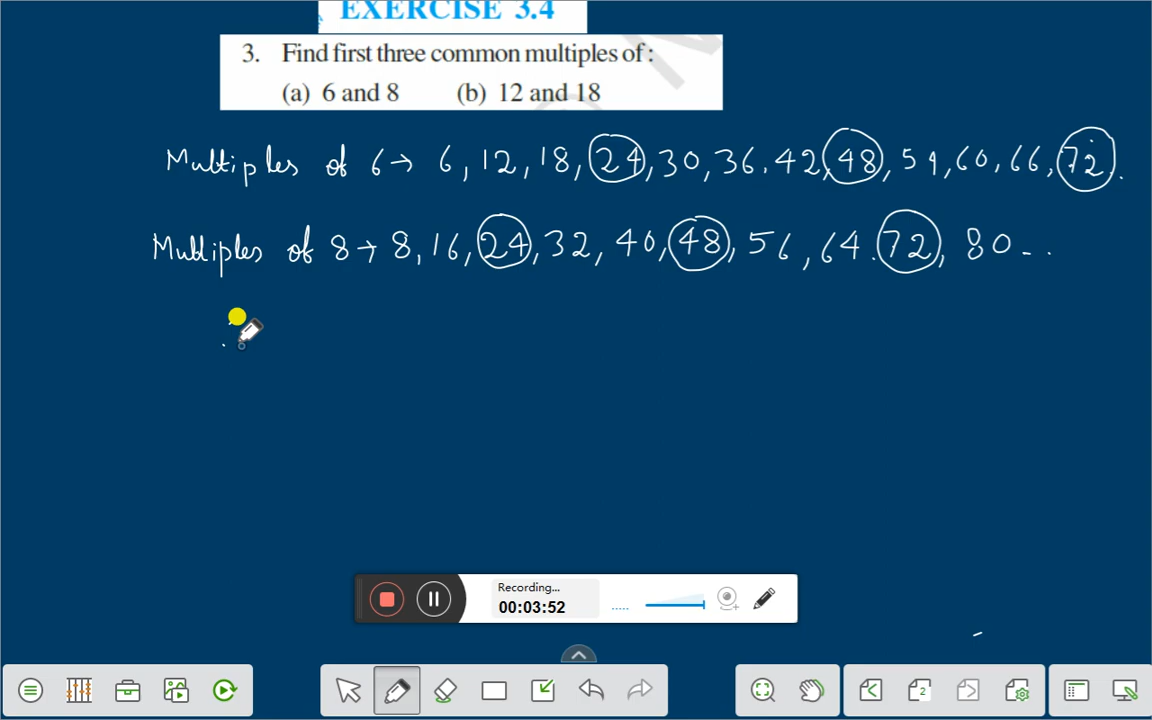 EXERCISE 3.4
3. Find first three common multiples of :
(a) 6 and 8 (b) 12 and 18
Multiples of 6 → 6, 12, 18, 24, 30, 36, 42, 48, 54, 60, 66, 72.
Multiples of 8 → 8, 16, 24, 32, 40, 48, 56, 64, 72, 80 - . .
Recording...
00:03:52
2